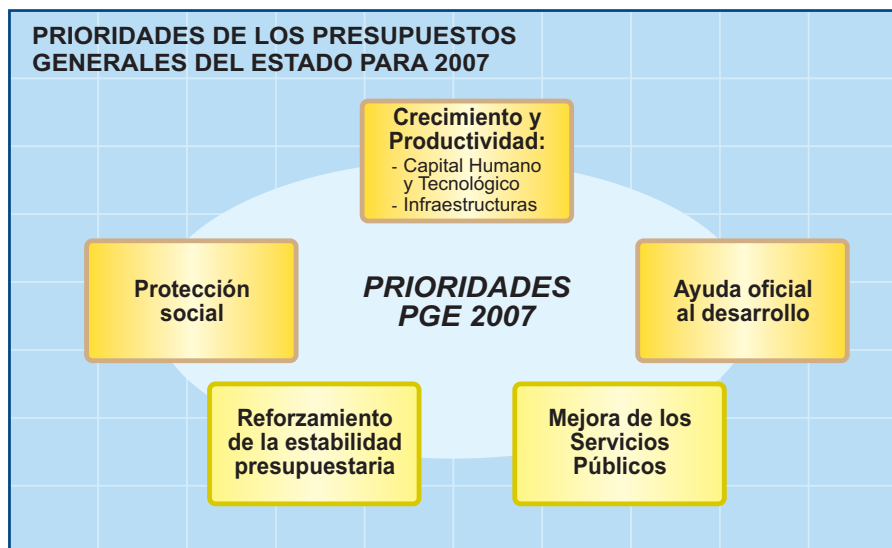 PRIORIDADES DE LOS PRESUPUESTOS
GENERALES DEL ESTADO PARA 2007
Crecimiento y
Productividad:
- Capital Humano
y Tecnológico
- Infraestructuras
Protección
social
PRIORIDADES
PGE 2007
Ayuda oficial
al desarrollo
Reforzamiento
de la estabilidad
presupuestaria
Mejora de los
Servicios
Públicos